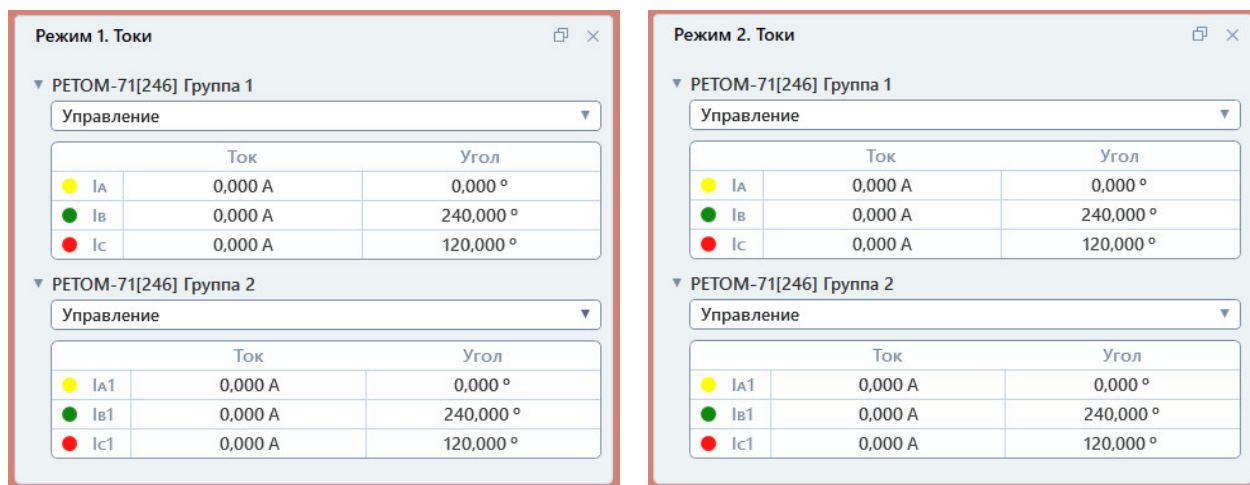 Режим 1. Токи
РЕТОМ-71[246] Группа 1
Управление
Ток Угол
IA 0,000 A 0,000 º
IB 0,000 A 240,000 º
IC 0,000 A 120,000 º
РЕТОМ-71[246] Группа 2
Управление
Ток Угол
IA1 0,000 A 0,000 º
IB1 0,000 A 240,000 º
IC1 0,000 A 120,000 º
Режим 2. Токи
РЕТОМ-71[246] Группа 1
Управление
Ток Угол
IA 0,000 A 0,000 º
IB 0,000 A 240,000 º
IC 0,000 A 120,000 º
РЕТОМ-71[246] Группа 2
Управление
Ток Угол
IA1 0,000 A 0,000 º
IB1 0,000 A 240,000 º
IC1 0,000 A 120,000 º